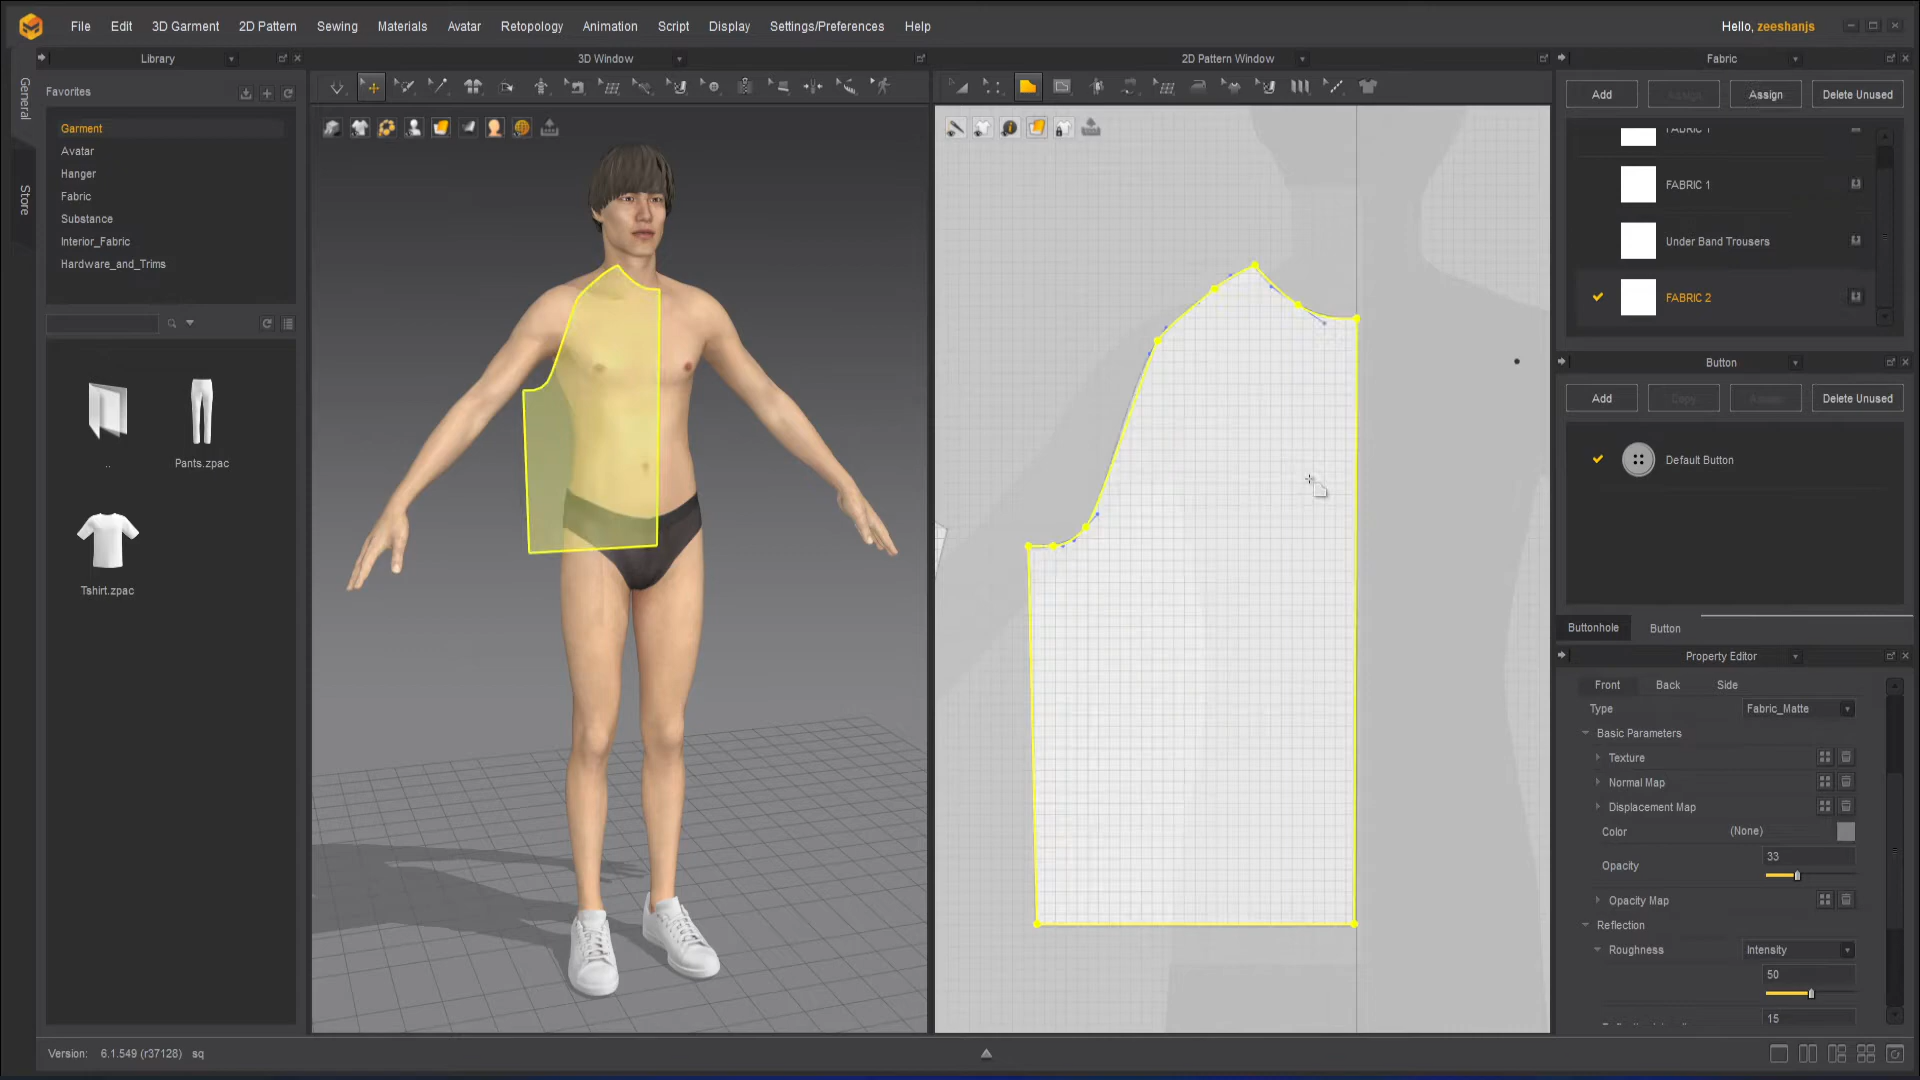 File Edit 3D Garment 2D Pattern Sewing Materials Avatar Retopology Animation Script Display Settings/Preferences Help
Hello, zeeshanjs
Library
3D Window
2D Pattern Window
Fabric
General
Store
Favorites
Garment
Avatar
Hanger
Fabric
Substance
Interior_Fabric
Hardware_and_Trims
..
Pants.zpac
Tshirt.zpac
Add Assign Delete Unused
FABRIC 1
FABRIC 1
Under Band Trousers
FABRIC 2
Button
Add Copy Assign Delete Unused
Default Button
Buttonhole Button
Property Editor
Front Back Side
Type Fabric_Matte
Basic Parameters
Texture
Normal Map
Displacement Map
Color (None)
Opacity 33
Opacity Map
Reflection
Roughness Intensity
50
15
Version: 6.1.549 (r37128) sq